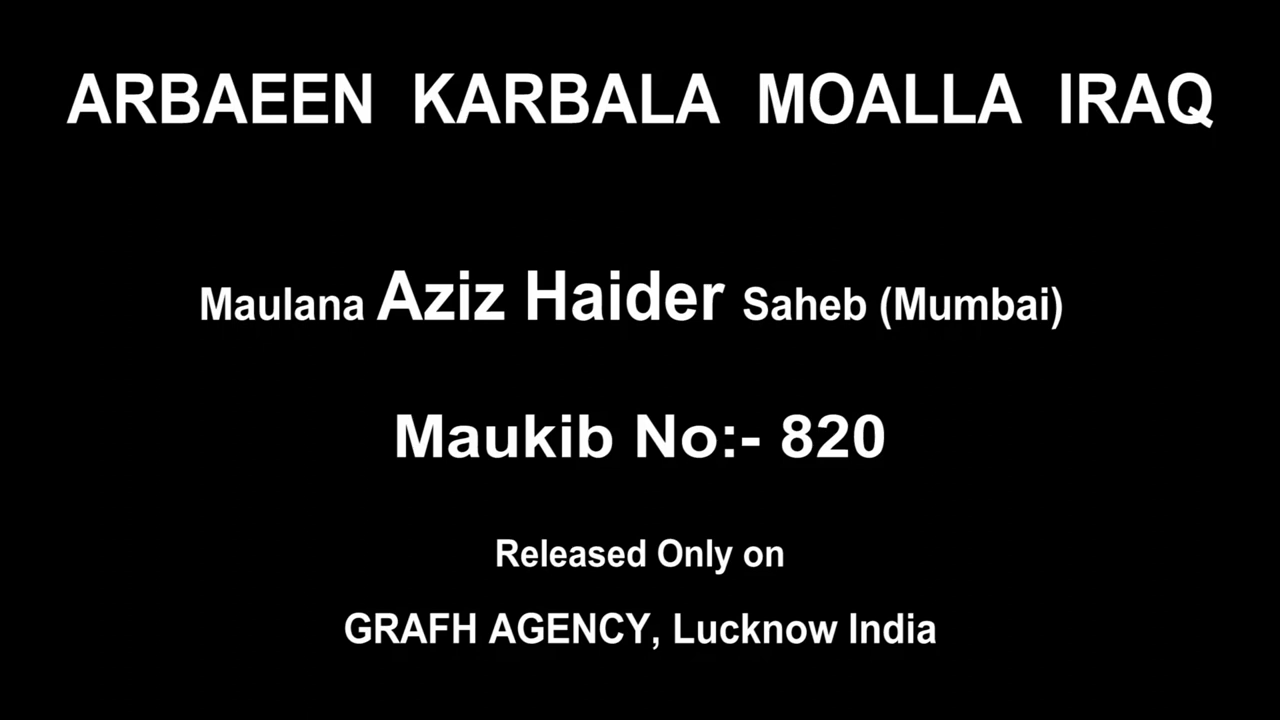 ARBAEEN KARBALA MOALLA IRAQ
Maulana Aziz Haider Saheb (Mumbai)
Maukib No:- 820
Released Only on
GRAFH AGENCY, Lucknow India